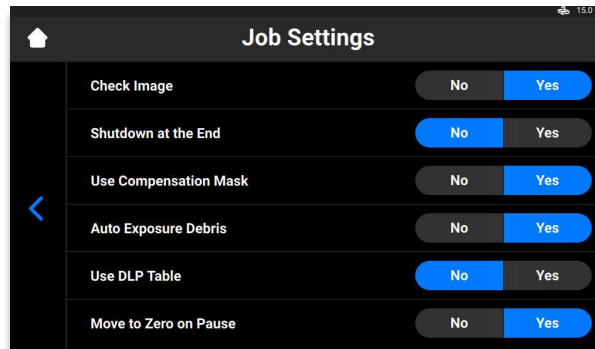 15.0
Job Settings
Check Image No Yes
Shutdown at the End No Yes
Use Compensation Mask No Yes
Auto Exposure Debris No Yes
Use DLP Table No Yes
Move to Zero on Pause No Yes